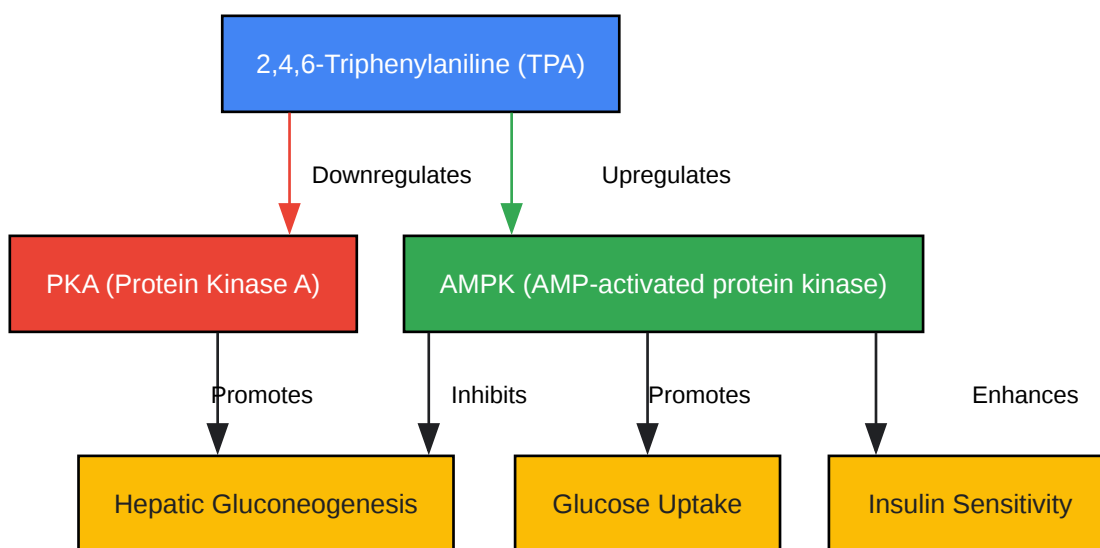 2,4,6-Triphenylaniline (TPA)
Downregulates
Upregulates
PKA (Protein Kinase A)
AMPK (AMP-activated protein kinase)
Promotes
Inhibits
Promotes
Enhances
Hepatic Gluconeogenesis
Glucose Uptake
Insulin Sensitivity